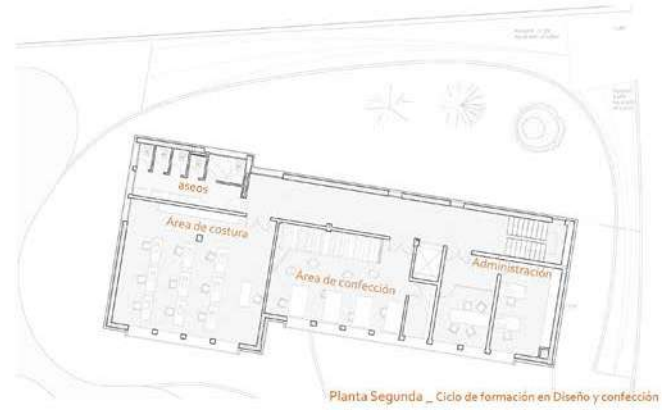 aseos
Área de costura
Área de confección
Administración
Planta Segunda _ Ciclo de formación en Diseño y confección